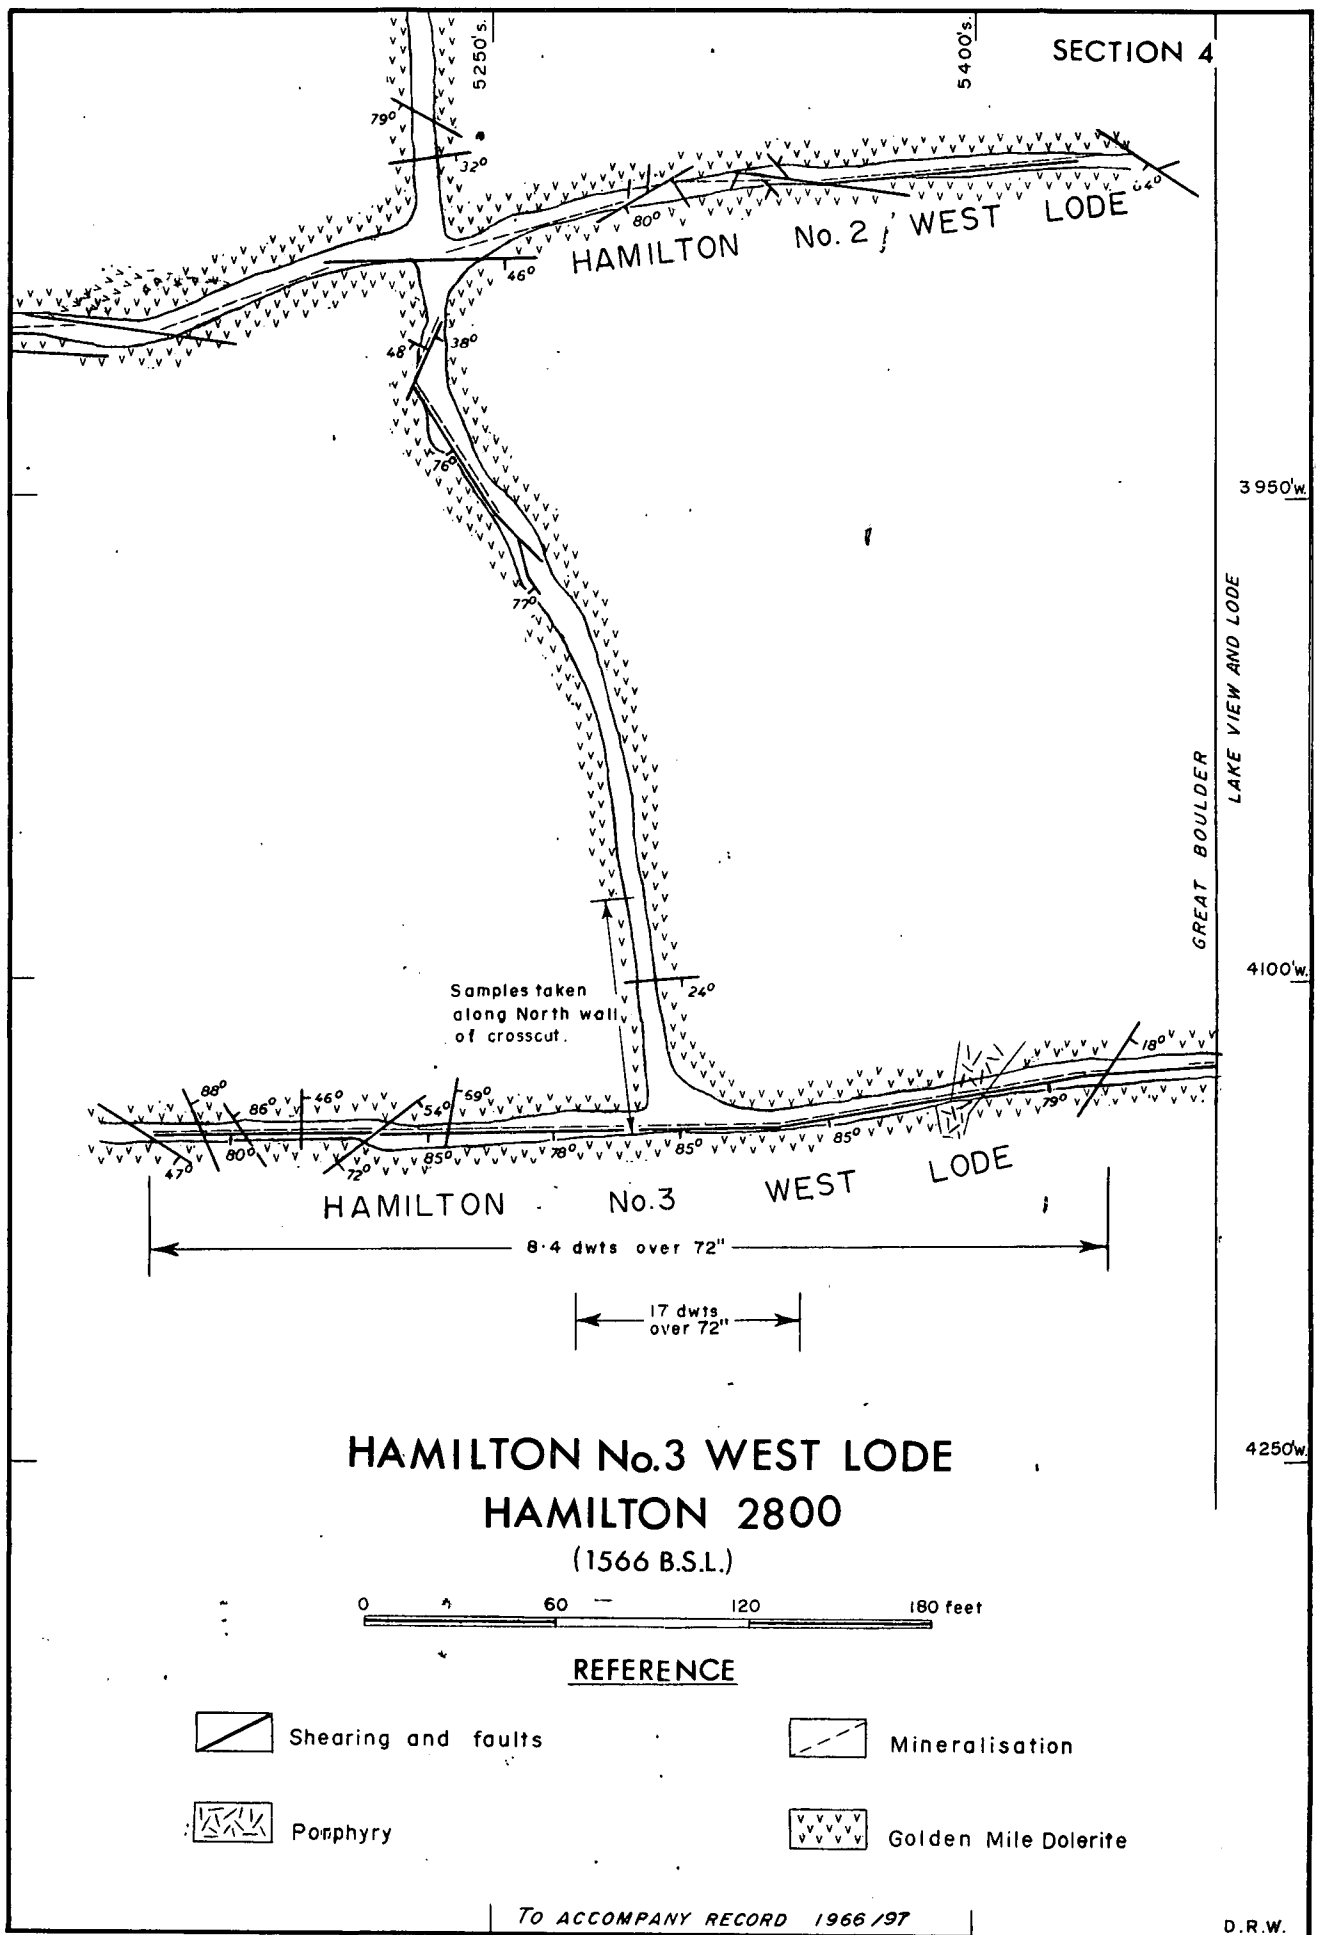 5250's.
5400's.
SECTION 4
79°
32°
80°
HAMILTON No. 2 WEST LODE
46°
48
38°
76°
3950'w.
77°
LAKE VIEW AND LODE
GREAT BOULDER
4100'w.
24°
Samples taken
along North wall
of crosscut.
18°
88°
86°
46°
54°
59°
79°
47°
80°
72°
85°
78°
85°
85°
HAMILTON No.3 WEST LODE
8.4 dwts over 72"
17 dwts
over 72"
HAMILTON No.3 WEST LODE
4250'w.
HAMILTON 2800
(1566 B.S.L.)
0 60 120 180 feet
REFERENCE
Shearing and faults
Mineralisation
Porphyry
Golden Mile Dolerite
TO ACCOMPANY RECORD 1966/97
D.R.W.